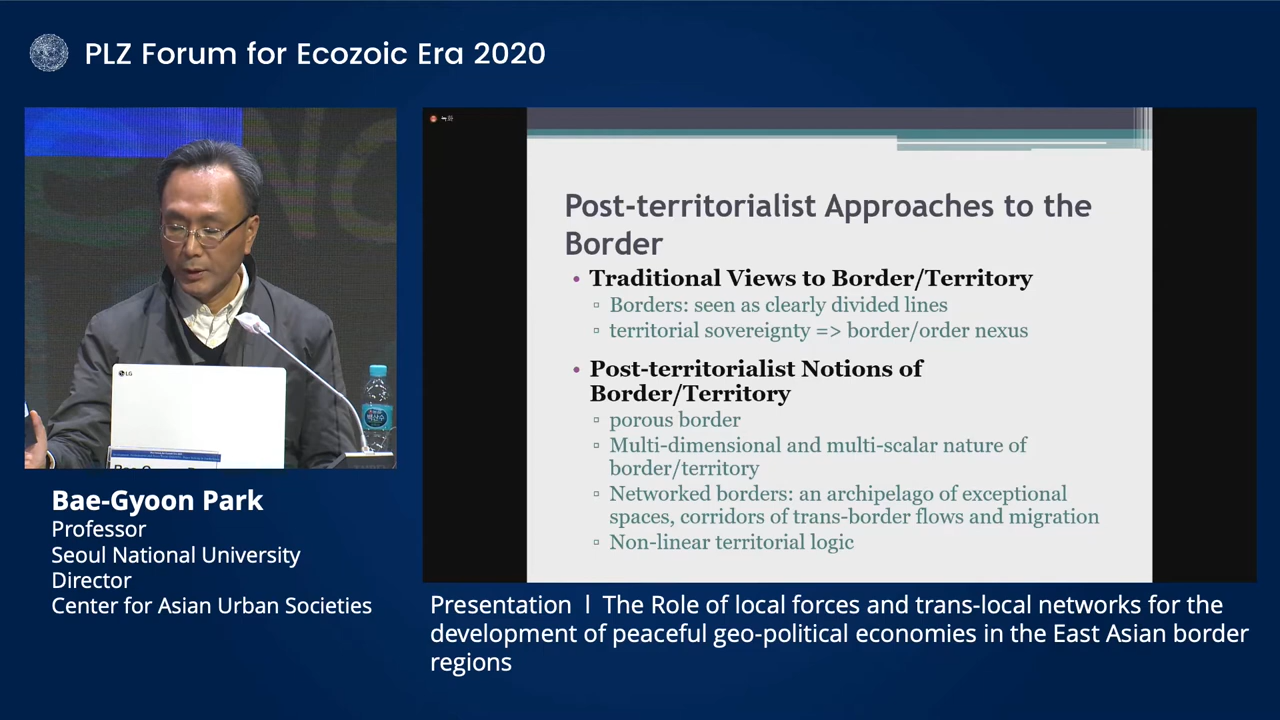 PLZ Forum for Ecozoic Era 2020
LG
백산수
Post-territorialist Approaches to the
Border
• Traditional Views to Border/Territory
▫ Borders: seen as clearly divided lines
▫ territorial sovereignty => border/order nexus
• Post-territorialist Notions of
Border/Territory
▫ porous border
▫ Multi-dimensional and multi-scalar nature of
border/territory
▫ Networked borders: an archipelago of exceptional
spaces, corridors of trans-border flows and migration
▫ Non-linear territorial logic
Bae-Gyoon Park
Professor
Seoul National University
Director
Center for Asian Urban Societies
Presentation l The Role of local forces and trans-local networks for the
development of peaceful geo-political economies in the East Asian border
regions